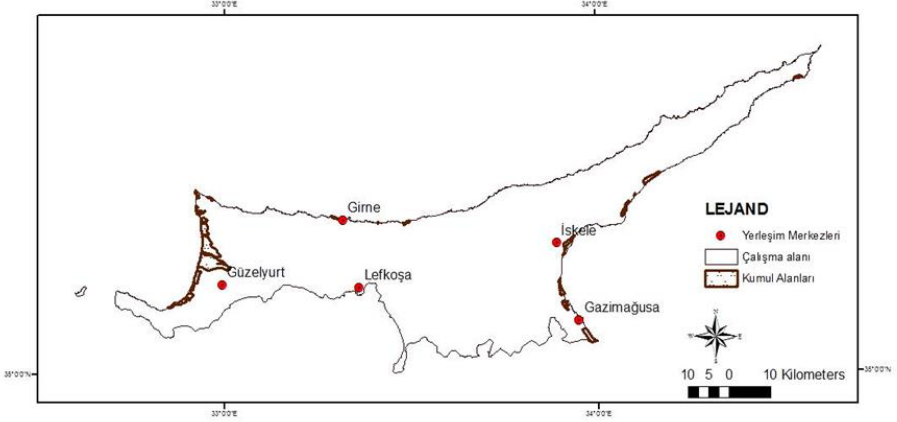 33°0'0"E
34°0'0"E
Girne
İskele
Güzelyurt
Lefkoşa
Gazimağusa
LEJAND
Yerleşim Merkezleri
Çalışma alanı
Kumul Alanları
N
W
E
S
10 5 0 10 Kilometers
35°0'0"N
35°0'0"N
33°0'0"E
34°0'0"E